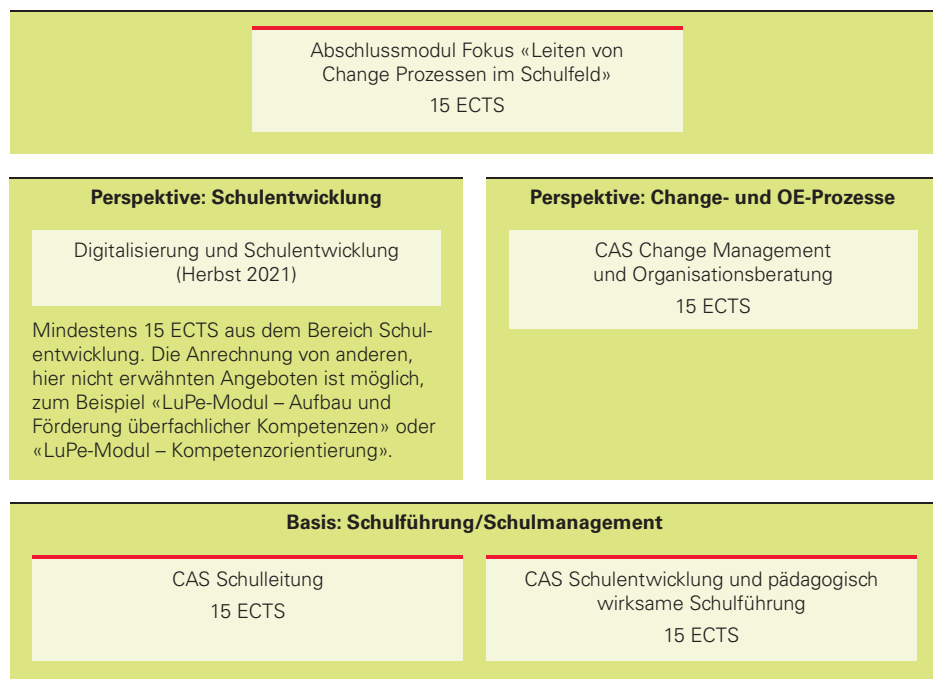 Abschlussmodul Fokus «Leiten von
Change Prozessen im Schulfeld»
15 ECTS
Perspektive: Schulentwicklung
Digitalisierung und Schulentwicklung
(Herbst 2021)
Mindestens 15 ECTS aus dem Bereich Schul-
entwicklung. Die Anrechnung von anderen,
hier nicht erwähnten Angeboten ist möglich,
zum Beispiel «LuPe-Modul – Aufbau und
Förderung überfachlicher Kompetenzen» oder
«LuPe-Modul – Kompetenzorientierung».
Perspektive: Change- und OE-Prozesse
CAS Change Management
und Organisationsberatung
15 ECTS
Basis: Schulführung/Schulmanagement
CAS Schulleitung
15 ECTS
CAS Schulentwicklung und pädagogisch
wirksame Schulführung
15 ECTS